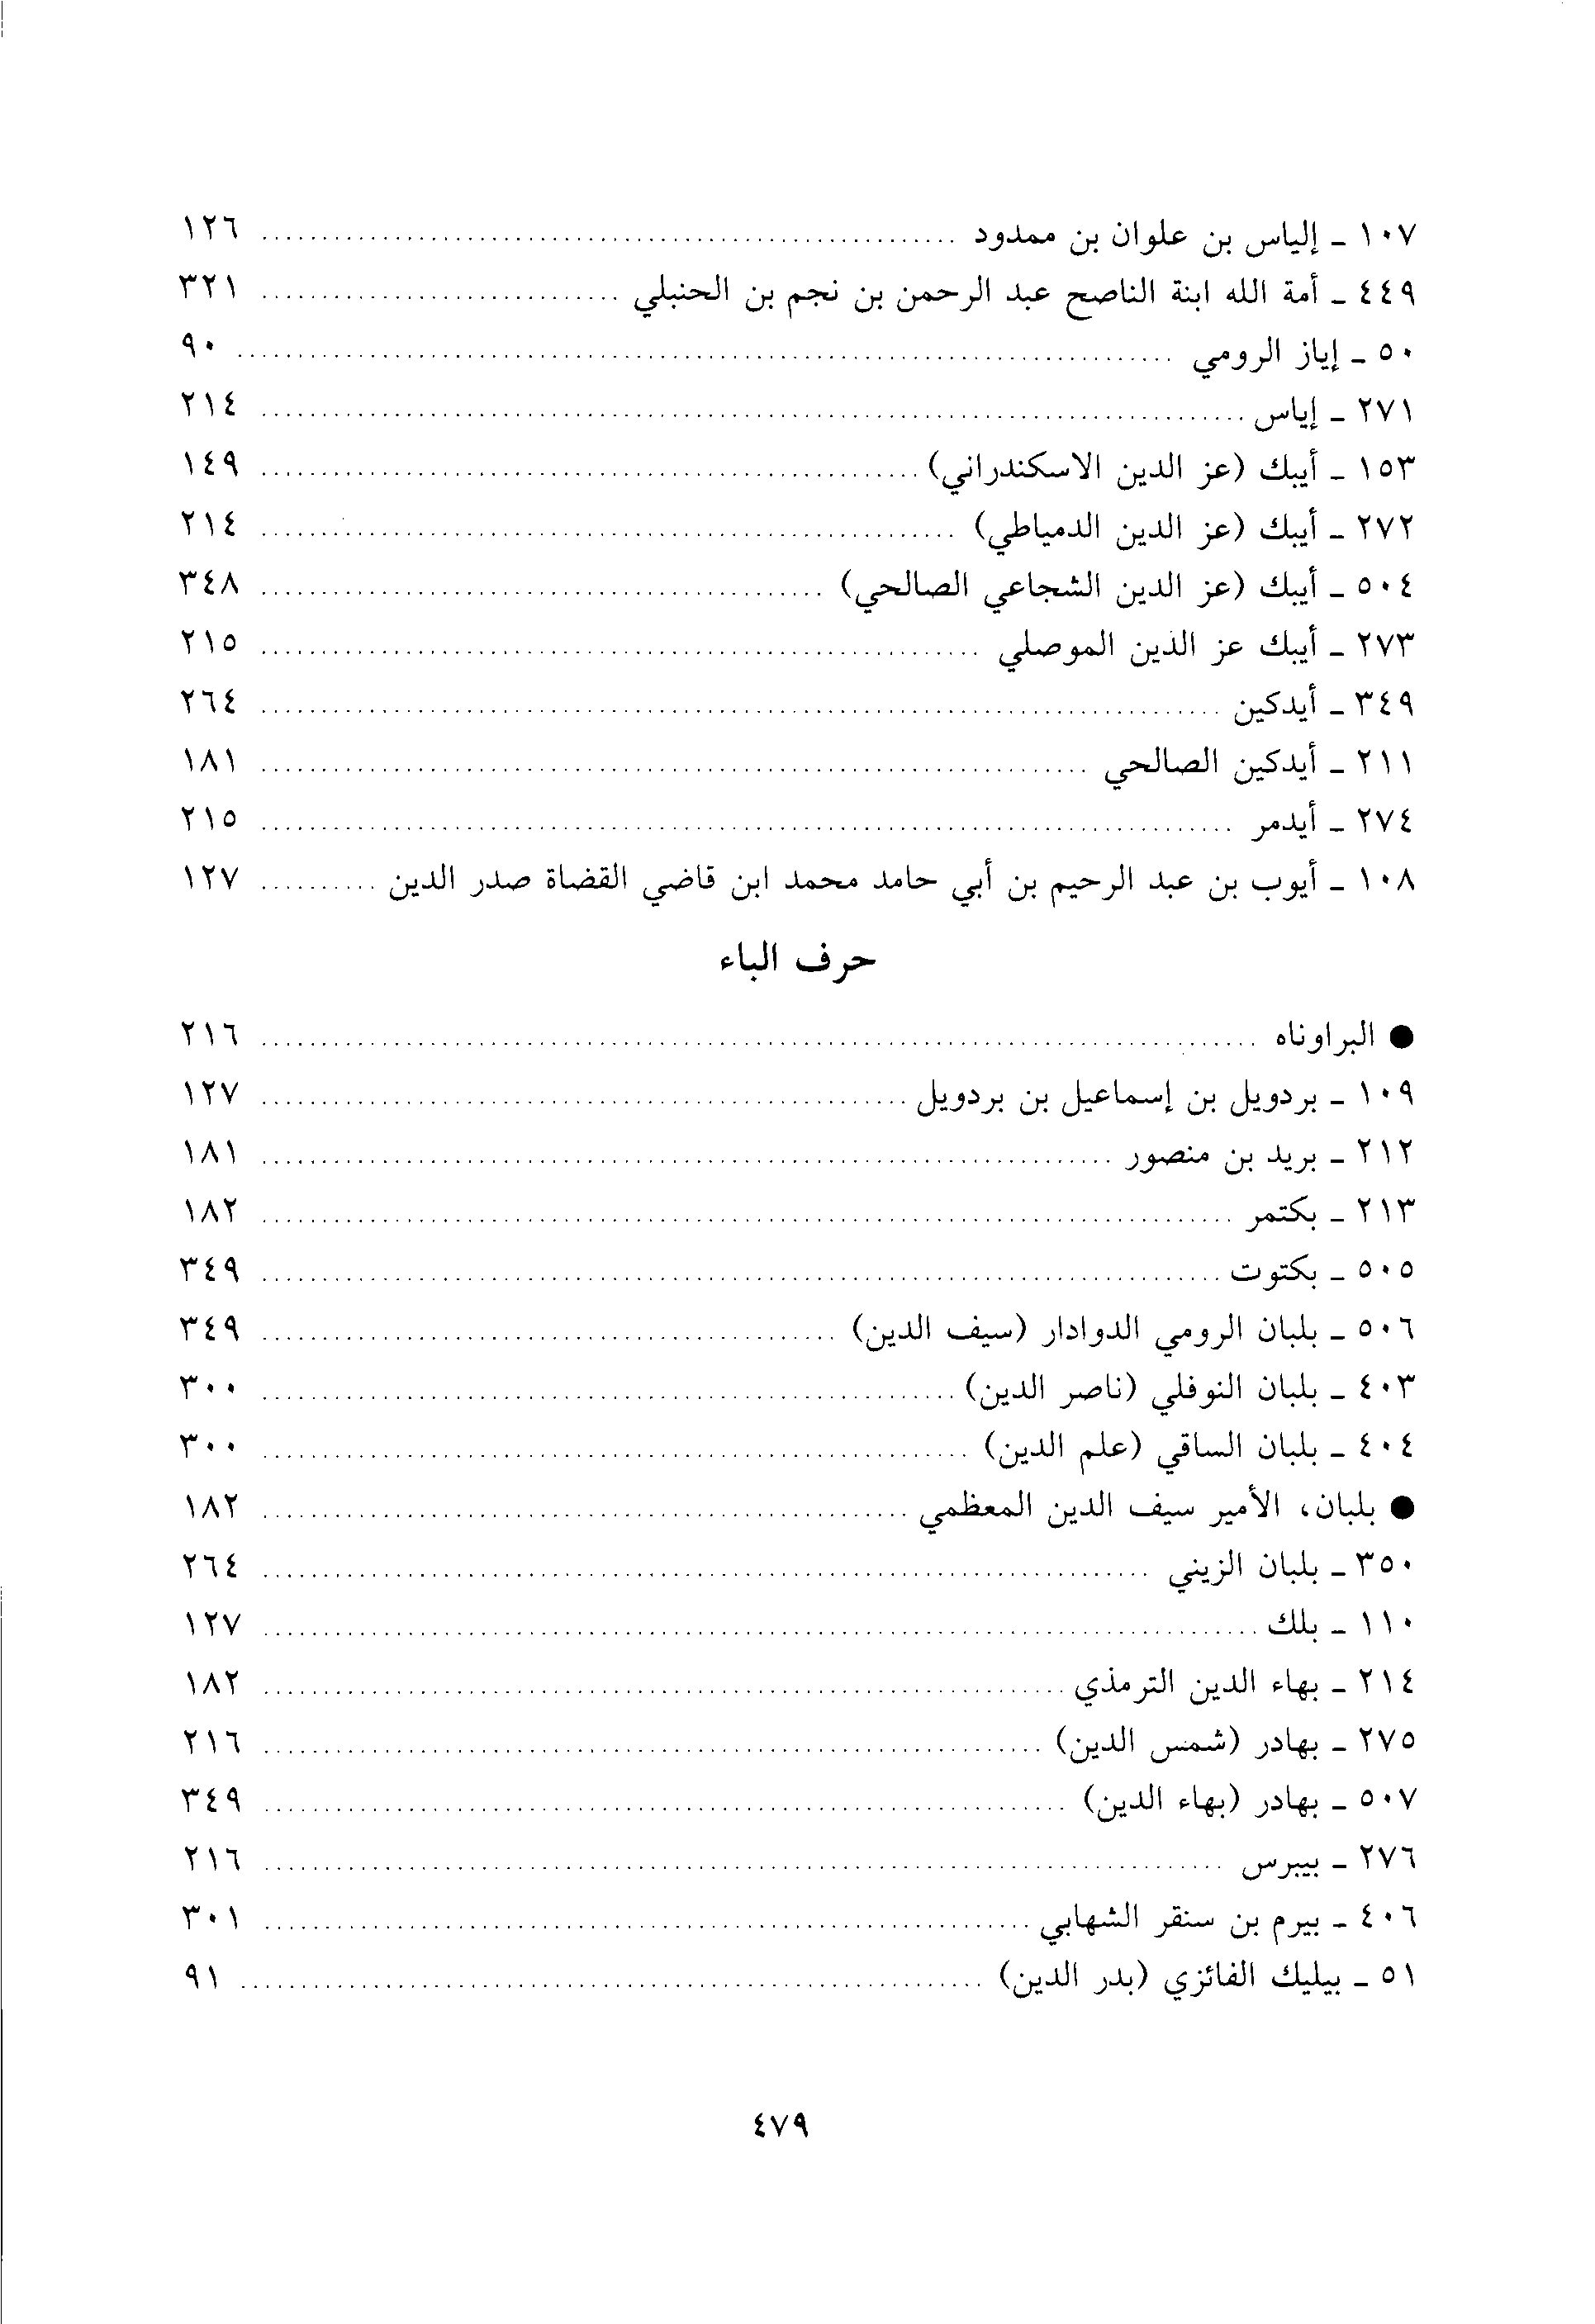 ١٠٧ - إلياس بن علوان بن ممدود ........ ١٢٦
٤٤٩ - أمة الله ابنة الناصح عبد الرحمن بن نجم بن الحنبلي ........ ٣٢١
٥٠ - إياز الرومي ........ ٩٠
٢٧١ - إياس ........ ٢١٤
١٥٣ - أيبك (عز الدين الاسكندراني) ........ ١٤٩
٢٧٢ - أيبك (عز الدين الدمياطي) ........ ٢١٤
٥٠٤ - أيبك (عز الدين الشجاعي الصالحي) ........ ٣٤٨
٢٧٣ - أيبك عز الدين الموصلي ........ ٢١٥
٣٤٩ - أيدكين ........ ٢٦٤
٢١١ - أيدكين الصالحي ........ ١٨١
٢٧٤ - أيدمر ........ ٢١٥
١٠٨ - أيوب بن عبد الرحيم بن أبي حامد محمد ابن قاضي القضاة صدر الدين ........ ١٢٧
حرف الباء
● البراوناه ........ ٢١٦
١٠٩ - بردويل بن إسماعيل بن بردويل ........ ١٢٧
٢١٢ - بريد بن منصور ........ ١٨١
٢١٣ - بكتمر ........ ١٨٢
٥٠٥ - بكتوت ........ ٣٤٩
٥٠٦ - بلبان الرومي الدوادار (سيف الدين) ........ ٣٤٩
٤٠٣ - بلبان النوفلي (ناصر الدين) ........ ٣٠٠
٤٠٤ - بلبان الساقي (علم الدين) ........ ٣٠٠
● بلبان، الأمير سيف الدين المعظمي ........ ١٨٢
٣٥٠ - بلبان الزيني ........ ٢٦٤
١١٠ - بلك ........ ١٢٧
٢١٤ - بهاء الدين الترمذي ........ ١٨٢
٢٧٥ - بهادر (شمس الدين) ........ ٢١٦
٥٠٧ - بهادر (بهاء الدين) ........ ٣٤٩
٢٧٦ - بيبرس ........ ٢١٦
٤٠٦ - بيرم بن سنقر الشهابي ........ ٣٠١
٥١ - بيليك الفائزي (بدر الدين) ........ ٩١
٤٧٩